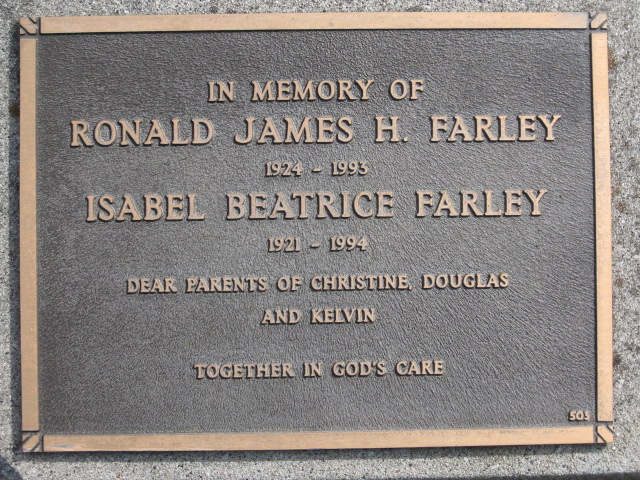 IN MEMORY OF
RONALD JAMES H. FARLEY
1924 - 1993
ISABEL BEATRICE FARLEY
1921 - 1994
DEAR PARENTS OF CHRISTINE, DOUGLAS
AND KELVIN
TOGETHER IN GOD'S CARE
503